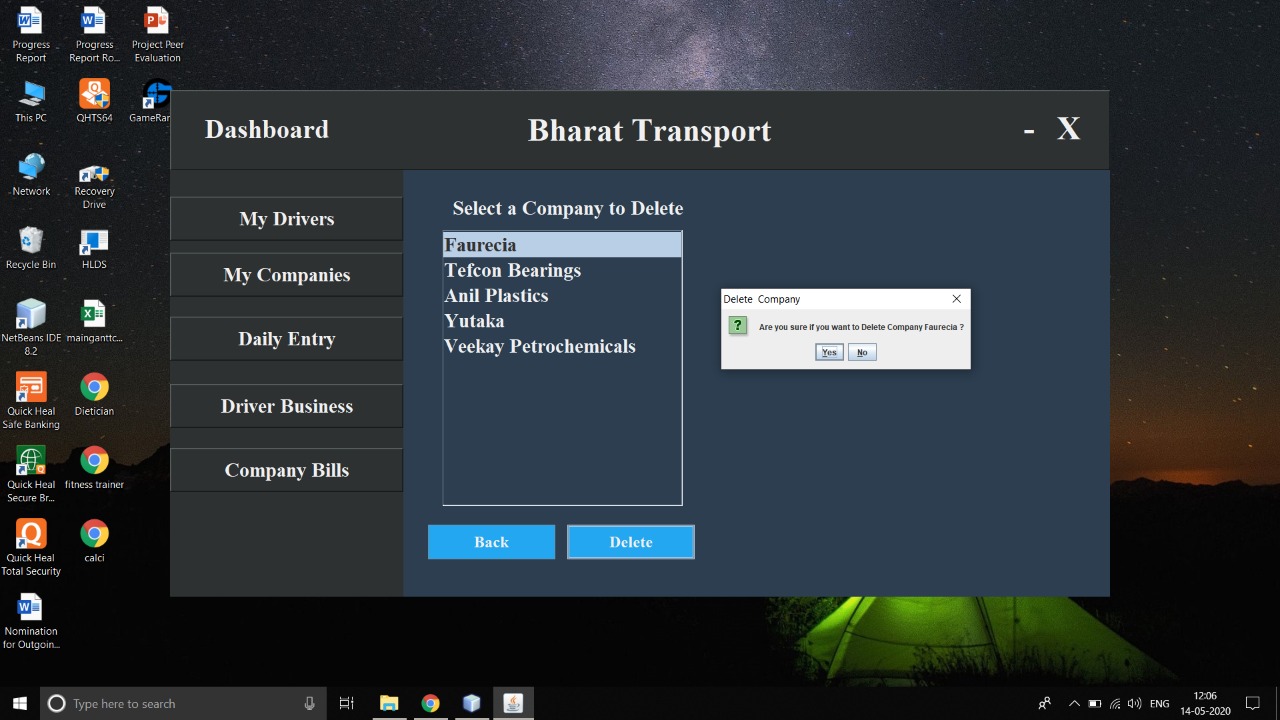 Progress
Report
Progress
Report Ro...
Project Peer
Evaluation
This PC
QHTS64
GameRan
Network
Recovery
Drive
Recycle Bin
HLDS
NetBeans IDE
8.2
mainganttc...
Quick Heal
Safe Banking
Dietician
Quick Heal
Secure Br...
fitness trainer
Quick Heal
Total Security
calci
Nomination
for Outgoin...
Dashboard
Bharat Transport
- X
My Drivers
My Companies
Daily Entry
Driver Business
Company Bills
Select a Company to Delete
Faurecia
Tefcon Bearings
Anil Plastics
Yutaka
Veekay Petrochemicals
Back
Delete
Delete Company
Are you sure if you want to Delete Company Faurecia ?
Yes
No
Type here to search
ENG
12:06
14-05-2020